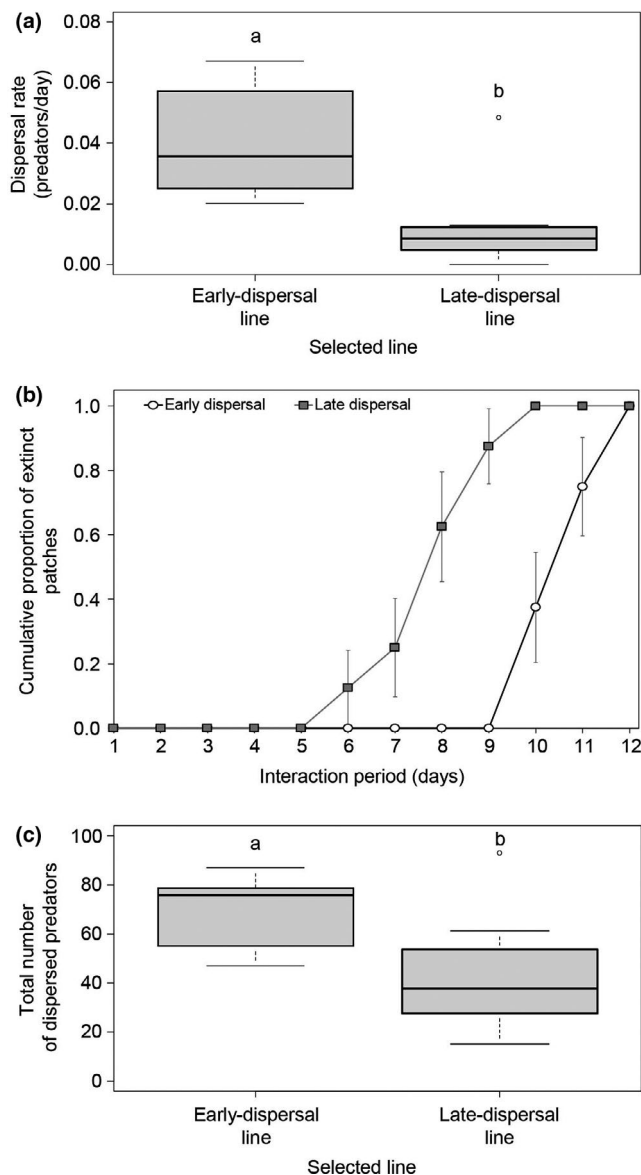 (a)
0.08
0.06
0.04
0.02
0.00
Dispersal rate
(predators/day)
a
b
Early-dispersal
line
Late-dispersal
line
Selected line
(b)
Early dispersal
Late dispersal
1.0
0.8
0.6
0.4
0.2
0.0
Cumulative proportion of extinct
patches
1 2 3 4 5 6 7 8 9 10 11 12
Interaction period (days)
(c)
100
80
60
40
20
0
Total number
of dispersed predators
a
b
Early-dispersal
line
Late-dispersal
line
Selected line